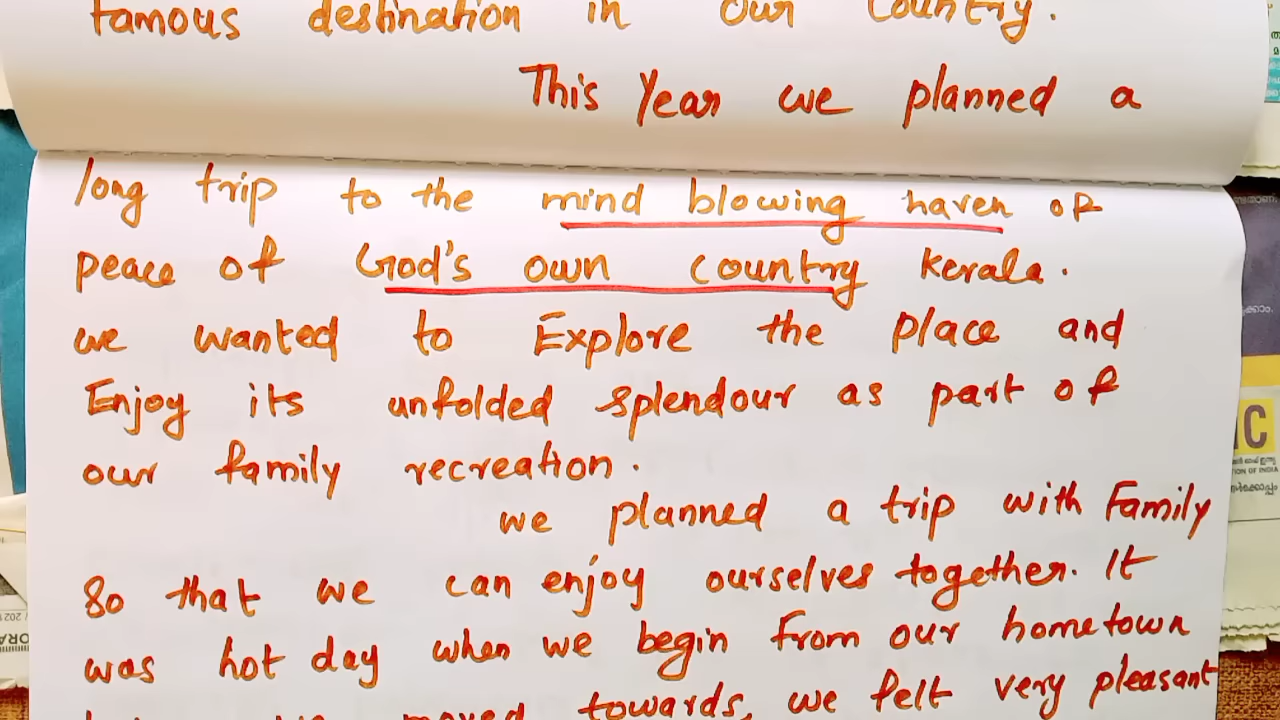 famous destination in our country.
This Year we planned a
long trip to the mind blowing haven of
peace of God's own country kerala.
we wanted to Explore the place and
Enjoy its unfolded splendour as part of
our family recreation.
we planned a trip with Family
So that we can enjoy ourselves together. It
was hot day when we begin from our hometown
moved towards, we felt very pleasant